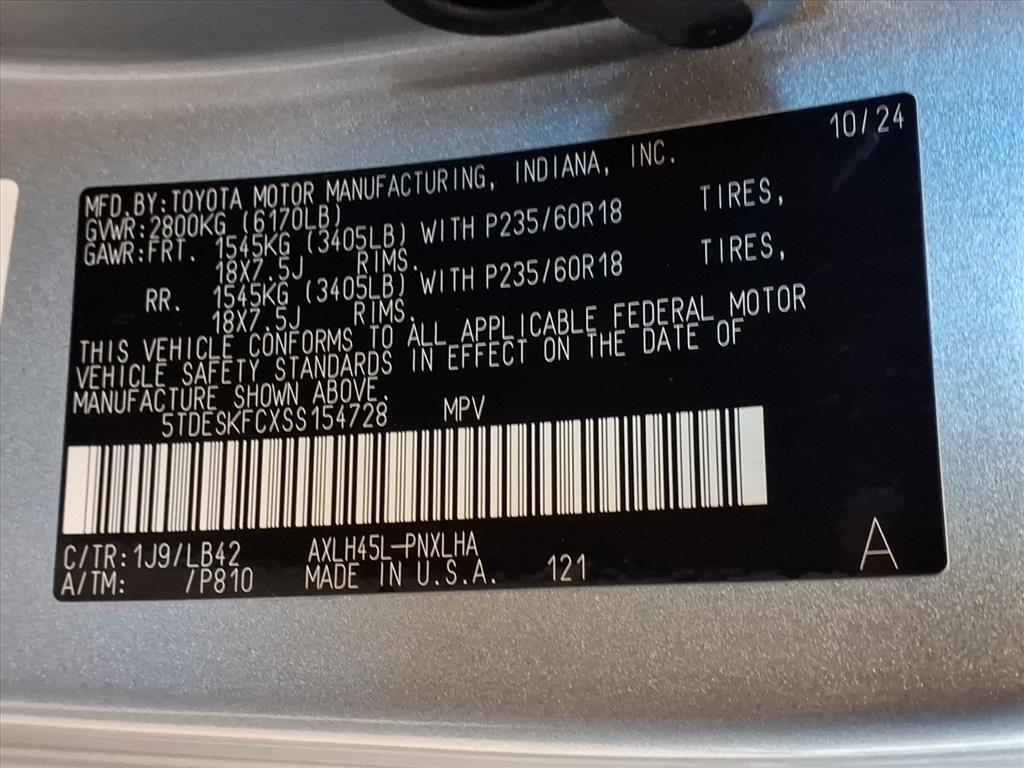 10/24
MFD.BY:TOYOTA MOTOR MANUFACTURING, INDIANA, INC.
GVWR:2800KG (6170LB)
GAWR:FRT. 1545KG (3405LB) WITH P235/60R18 TIRES,
18X7.5J RIMS.
RR. 1545KG (3405LB) WITH P235/60R18 TIRES,
18X7.5J RIMS.
THIS VEHICLE CONFORMS TO ALL APPLICABLE FEDERAL MOTOR
VEHICLE SAFETY STANDARDS IN EFFECT ON THE DATE OF
MANUFACTURE SHOWN ABOVE.
5TDESKFCXSS154728 MPV
C/TR:1J9/LB42 AXLH45L-PNXLHA
A/TM: /P810 MADE IN U.S.A. 121
A